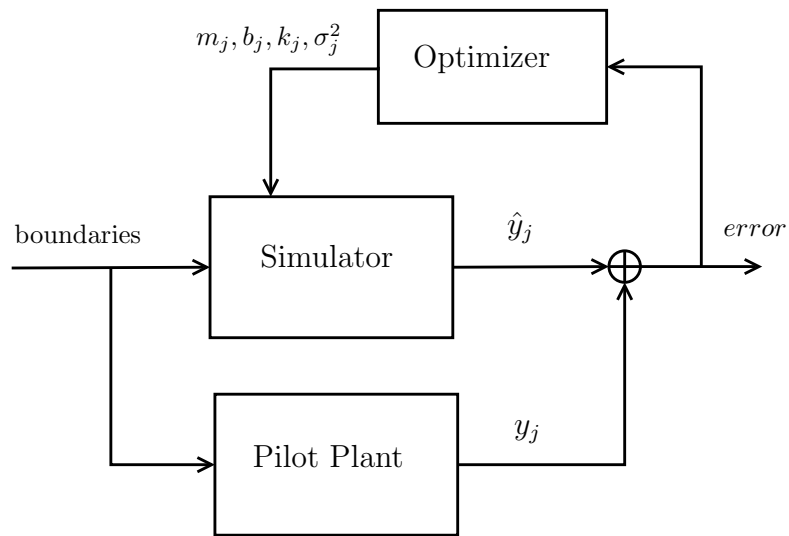 m_j, b_j, k_j, σ_j^2
Optimizer
boundaries
Simulator
ŷ_j
error
Pilot Plant
y_j